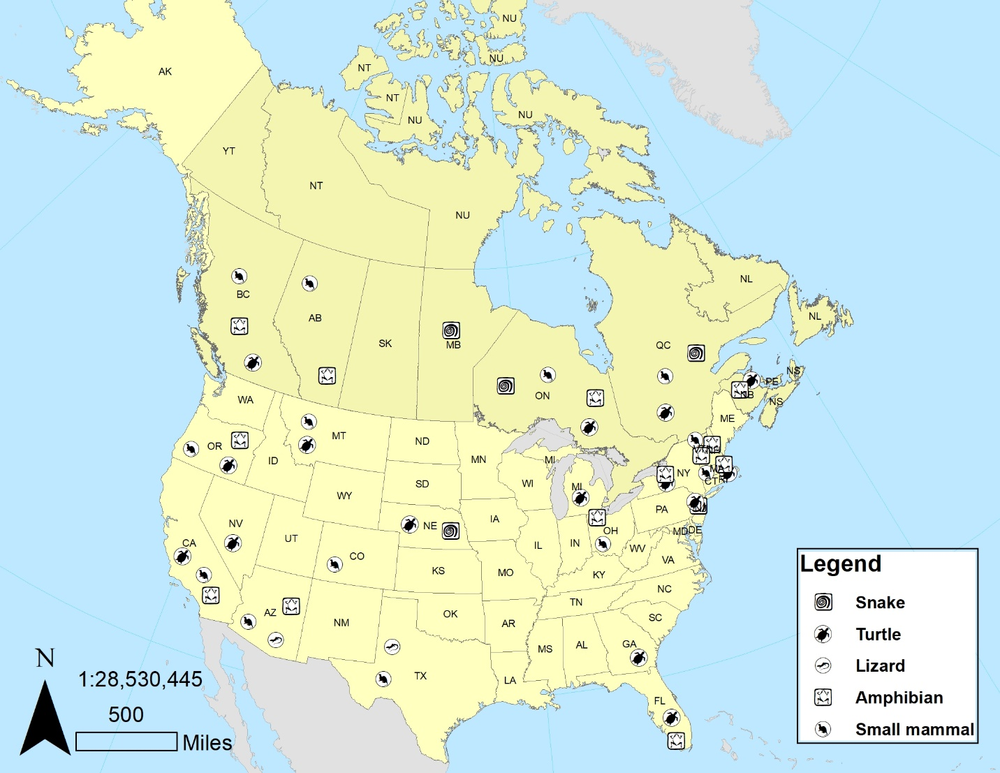 NU
NU
NT
AK
NT
NU
NU
YT
NT
NU
NL
BC
NL
AB
SK
MB
QC
NS
PE
NB
ON
WA
NS
ME
MT
ND
OR
VT NH
ID
MN
MI
NY
MA
CT RI
SD
WI
MI
WY
PA
NJ
NV
NE
IA
OH
MD DE
UT
CA
CO
IL
IN
WV
VA
KS
MO
KY
NC
TN
AZ
NM
OK
AR
SC
GA
MS
AL
TX
LA
FL
Legend
Snake
Turtle
Lizard
Amphibian
Small mammal
N
1:28,530,445
500
Miles